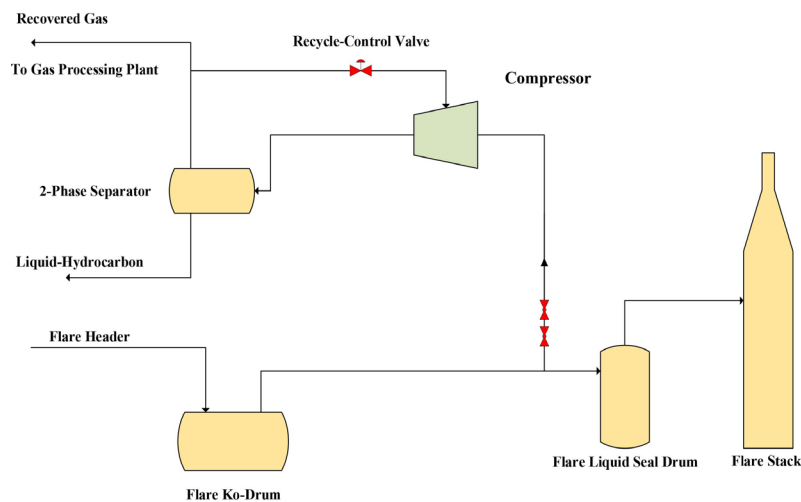 Recovered Gas
To Gas Processing Plant
Recycle-Control Valve
Compressor
2-Phase Separator
Liquid-Hydrocarbon
Flare Header
Flare Ko-Drum
Flare Liquid Seal Drum
Flare Stack